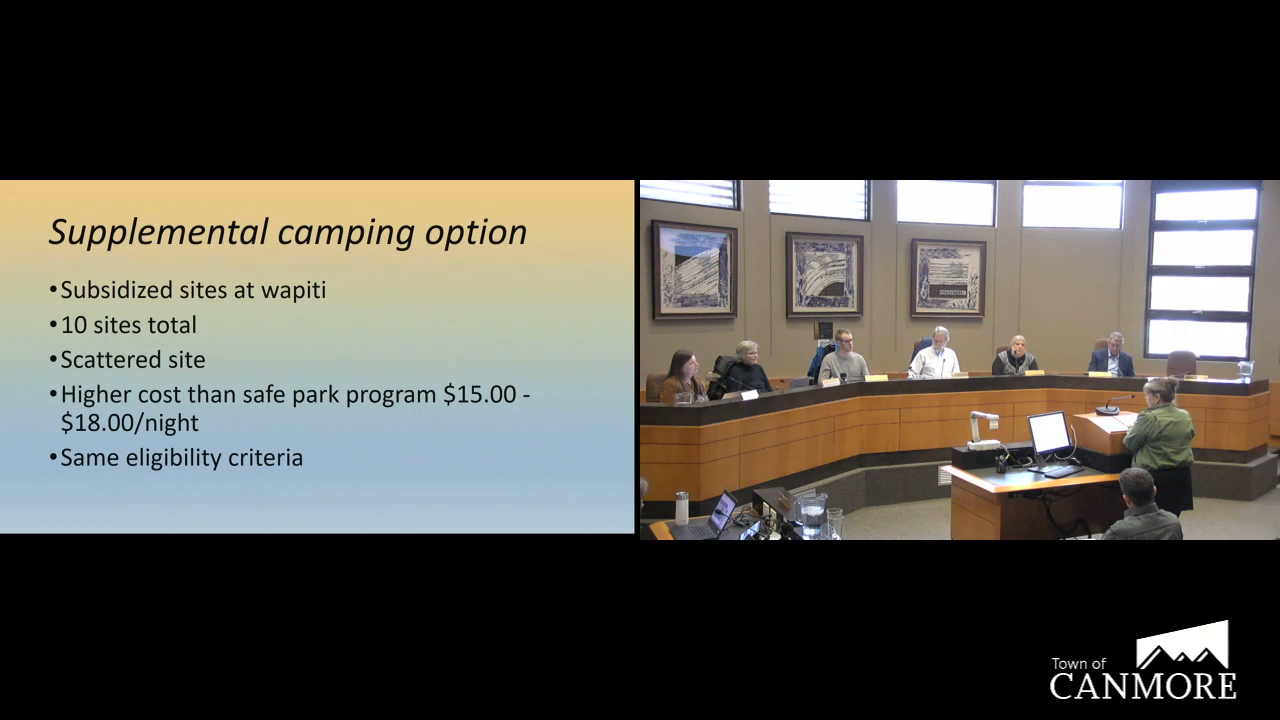 Supplemental camping option
•Subsidized sites at wapiti
•10 sites total
•Scattered site
•Higher cost than safe park program $15.00 -
$18.00/night
•Same eligibility criteria
Town of
CANMORE